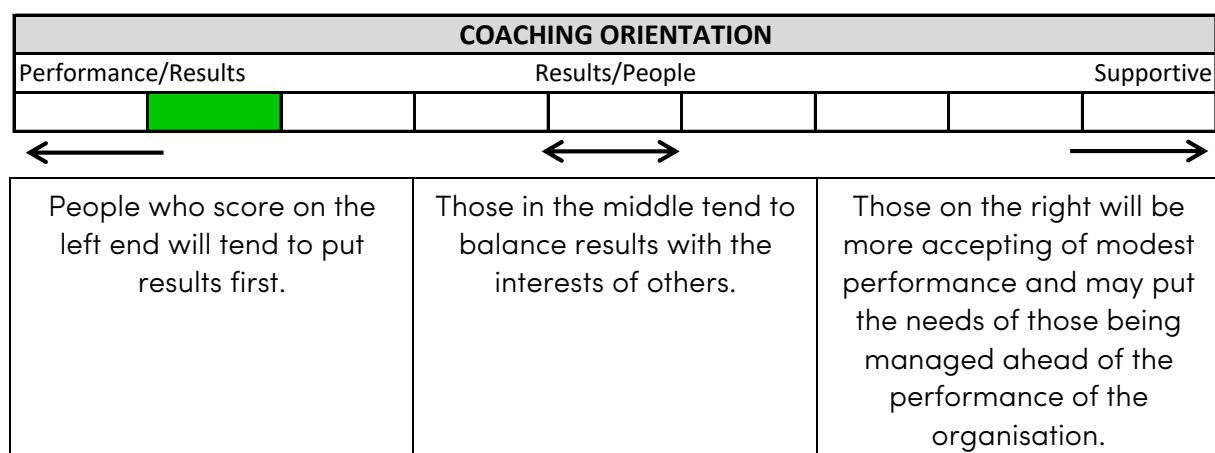 COACHING ORIENTATION
Performance/Results Results/People Supportive
People who score on the
left end will tend to put
results first.
Those in the middle tend to
balance results with the
interests of others.
Those on the right will be
more accepting of modest
performance and may put
the needs of those being
managed ahead of the
performance of the
organisation.